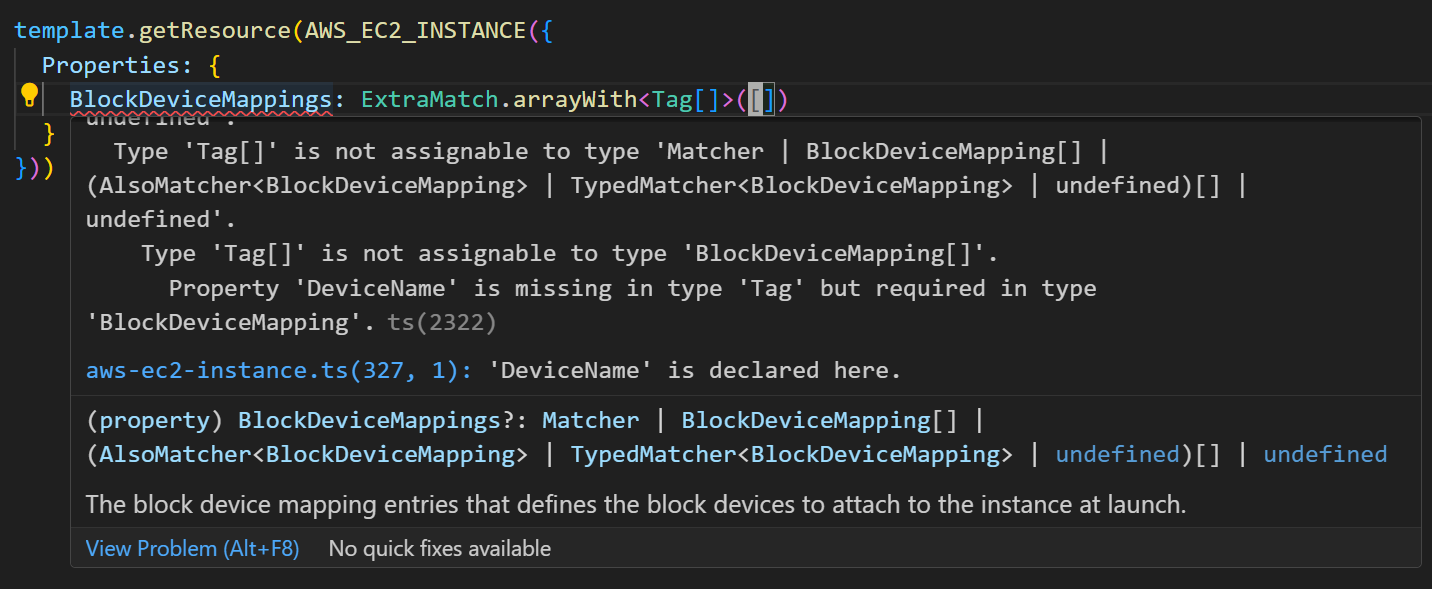 template.getResource(AWS_EC2_INSTANCE({
Properties: {
BlockDeviceMappings: ExtraMatch.arrayWith<Tag[]>([])
}
}))
undefined'.
Type 'Tag[]' is not assignable to type 'Matcher | BlockDeviceMapping[] |
(AlsoMatcher<BlockDeviceMapping> | TypedMatcher<BlockDeviceMapping> | undefined)[] |
undefined'.
Type 'Tag[]' is not assignable to type 'BlockDeviceMapping[]'.
Property 'DeviceName' is missing in type 'Tag' but required in type
'BlockDeviceMapping'. ts(2322)
aws-ec2-instance.ts(327, 1): 'DeviceName' is declared here.
(property) BlockDeviceMappings?: Matcher | BlockDeviceMapping[] |
(AlsoMatcher<BlockDeviceMapping> | TypedMatcher<BlockDeviceMapping> | undefined)[] | undefined
The block device mapping entries that defines the block devices to attach to the instance at launch.
View Problem (Alt+F8) No quick fixes available